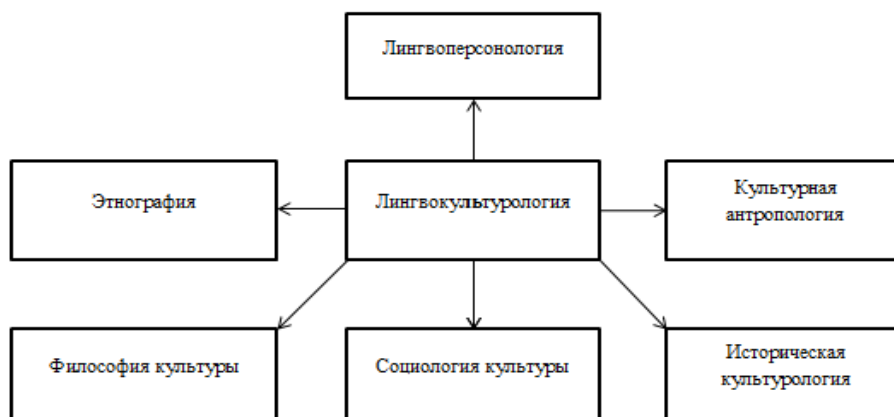 Лингвоперсонология
Этнография
Лингвокультурология
Культурная
антропология
Философия культуры
Социология культуры
Историческая
культурология